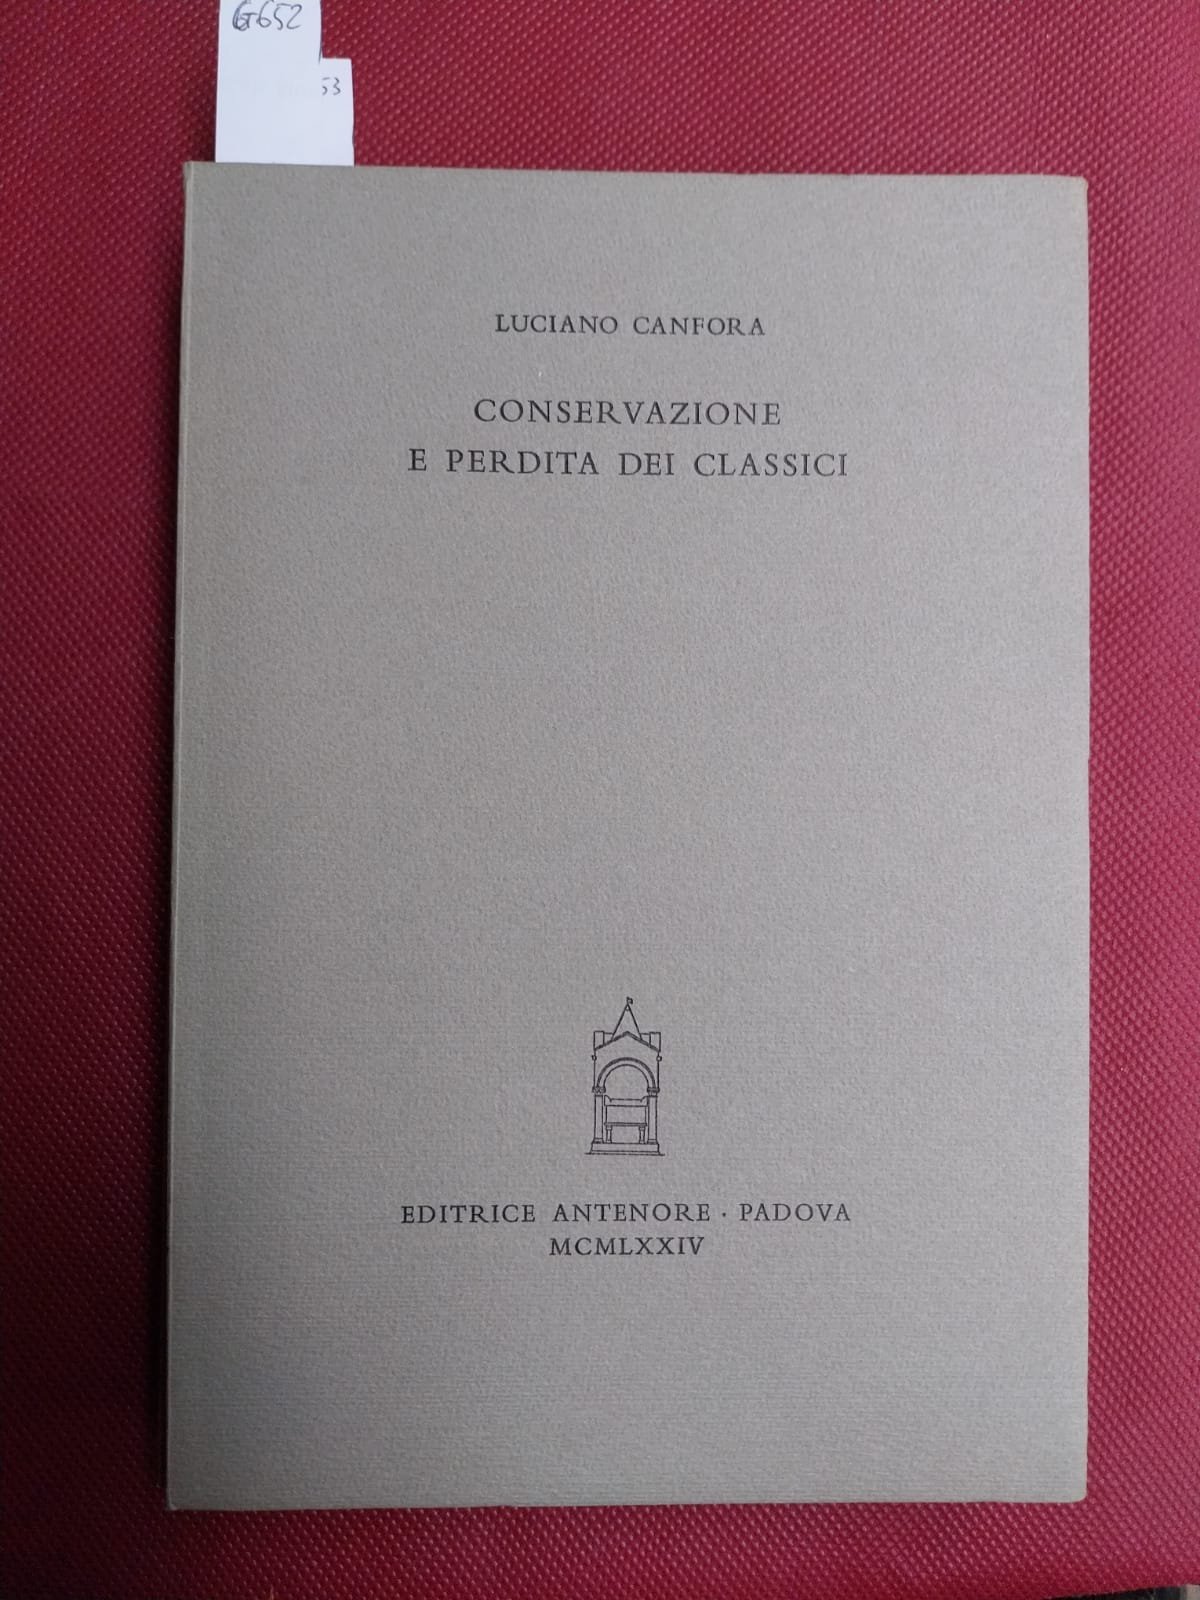 G652
53
LUCIANO CANFORA
CONSERVAZIONE
E PERDITA DEI CLASSICI
EDITRICE ANTENORE · PADOVA
MCMLXXIV